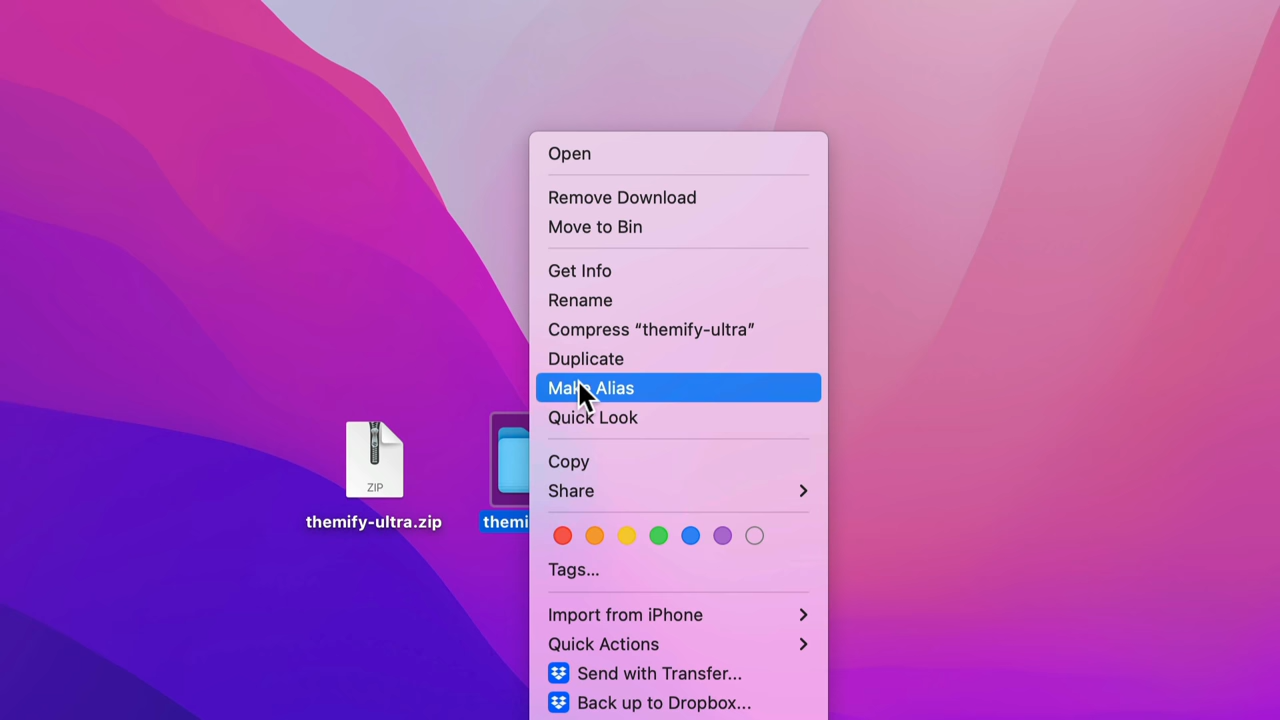 Open
Remove Download
Move to Bin
Get Info
Rename
Compress “themify-ultra”
Duplicate
Make Alias
Quick Look
Copy
Share
Tags...
Import from iPhone
Quick Actions
Send with Transfer...
Back up to Dropbox...
ZIP
themify-ultra.zip
themi